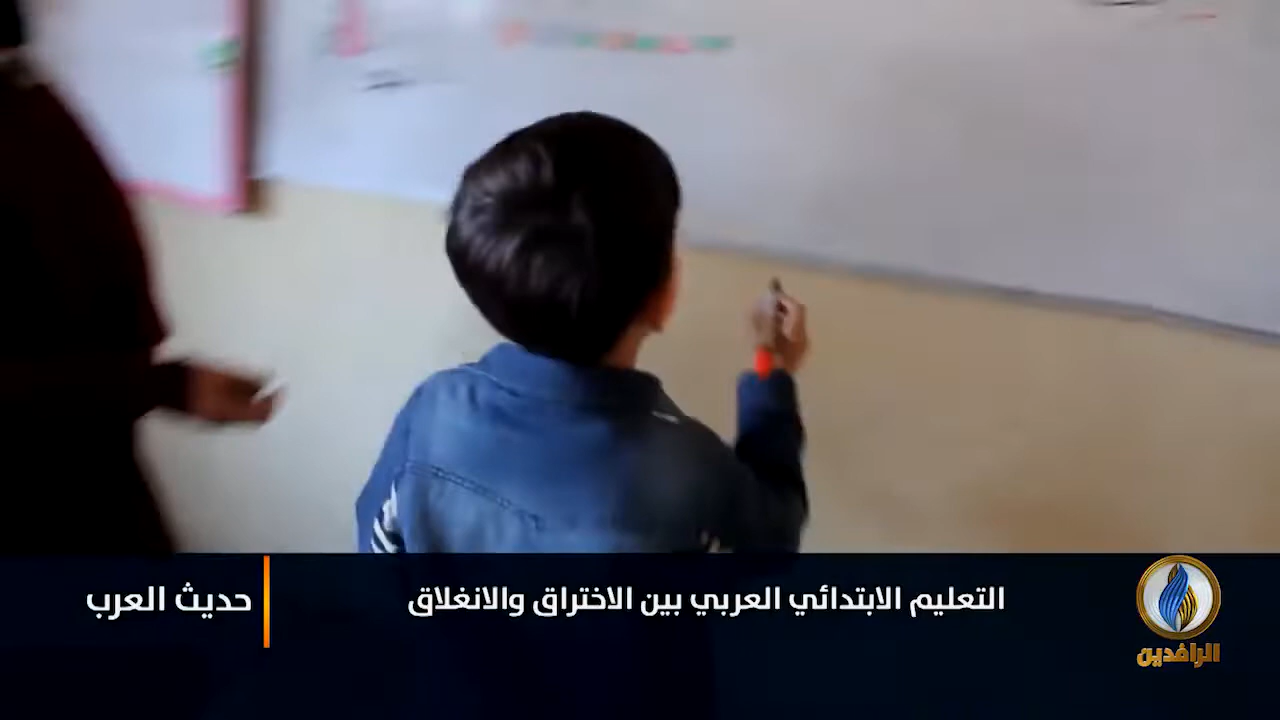 التعليم الابتدائي العربي بين الاختراق والانغلاق
حديث العرب
الرافدين